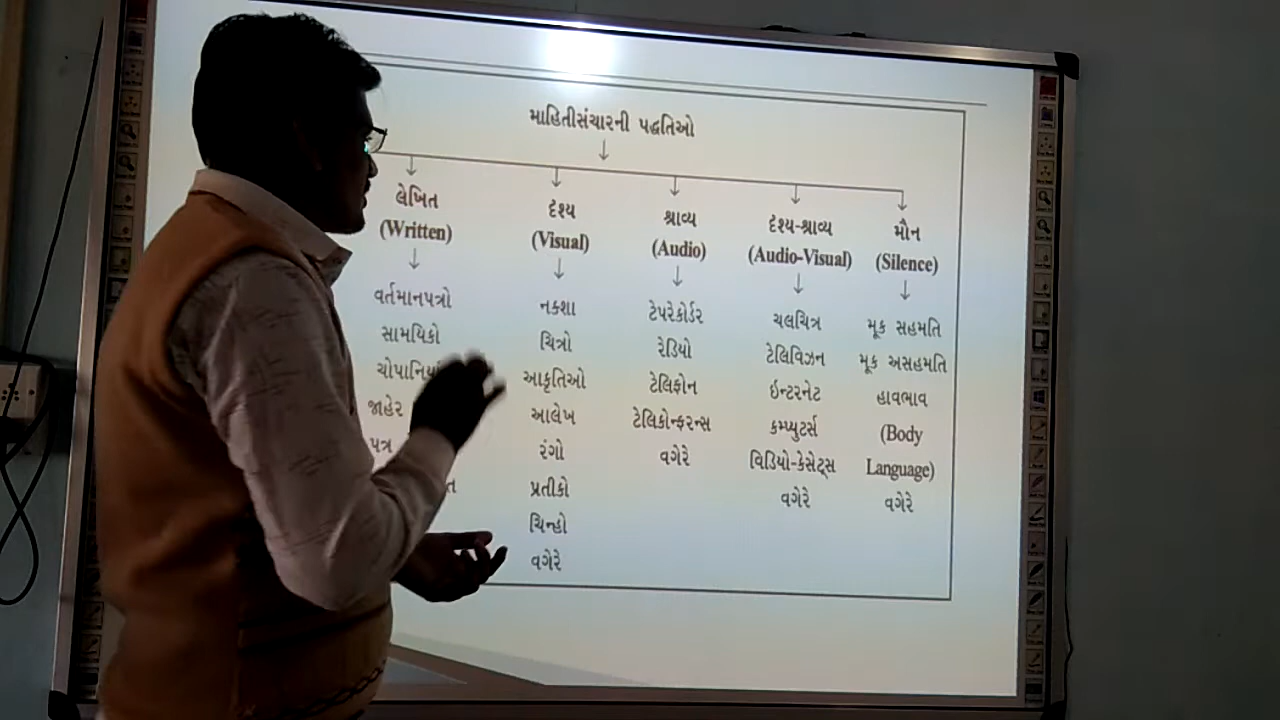 માહિતીસંચારની પદ્ધતિઓ
લેખિત
(Written)
વર્તમાનપત્રો
સામયિકો
જાહેર
પત્ર
દૃશ્ય
(Visual)
નકશા
ચિત્રો
આકૃતિઓ
આલેખ
રંગો
પ્રતીકો
ચિન્હો
વગેરે
શ્રાવ્ય
(Audio)
ટેપરેકોર્ડર
રેડિયો
ટેલિફોન
ટેલિકોન્ફરન્સ
વગેરે
દૃશ્ય-શ્રાવ્ય
(Audio-Visual)
ચલચિત્ર
ટેલિવિઝન
ઇન્ટરનેટ
કમ્પ્યુટર્સ
વિડિયો-કેસેટ્સ
વગેરે
મૌન
(Silence)
મૂક સહમતિ
મૂક અસહમતિ
હાવભાવ
(Body
Language)
વગેરે